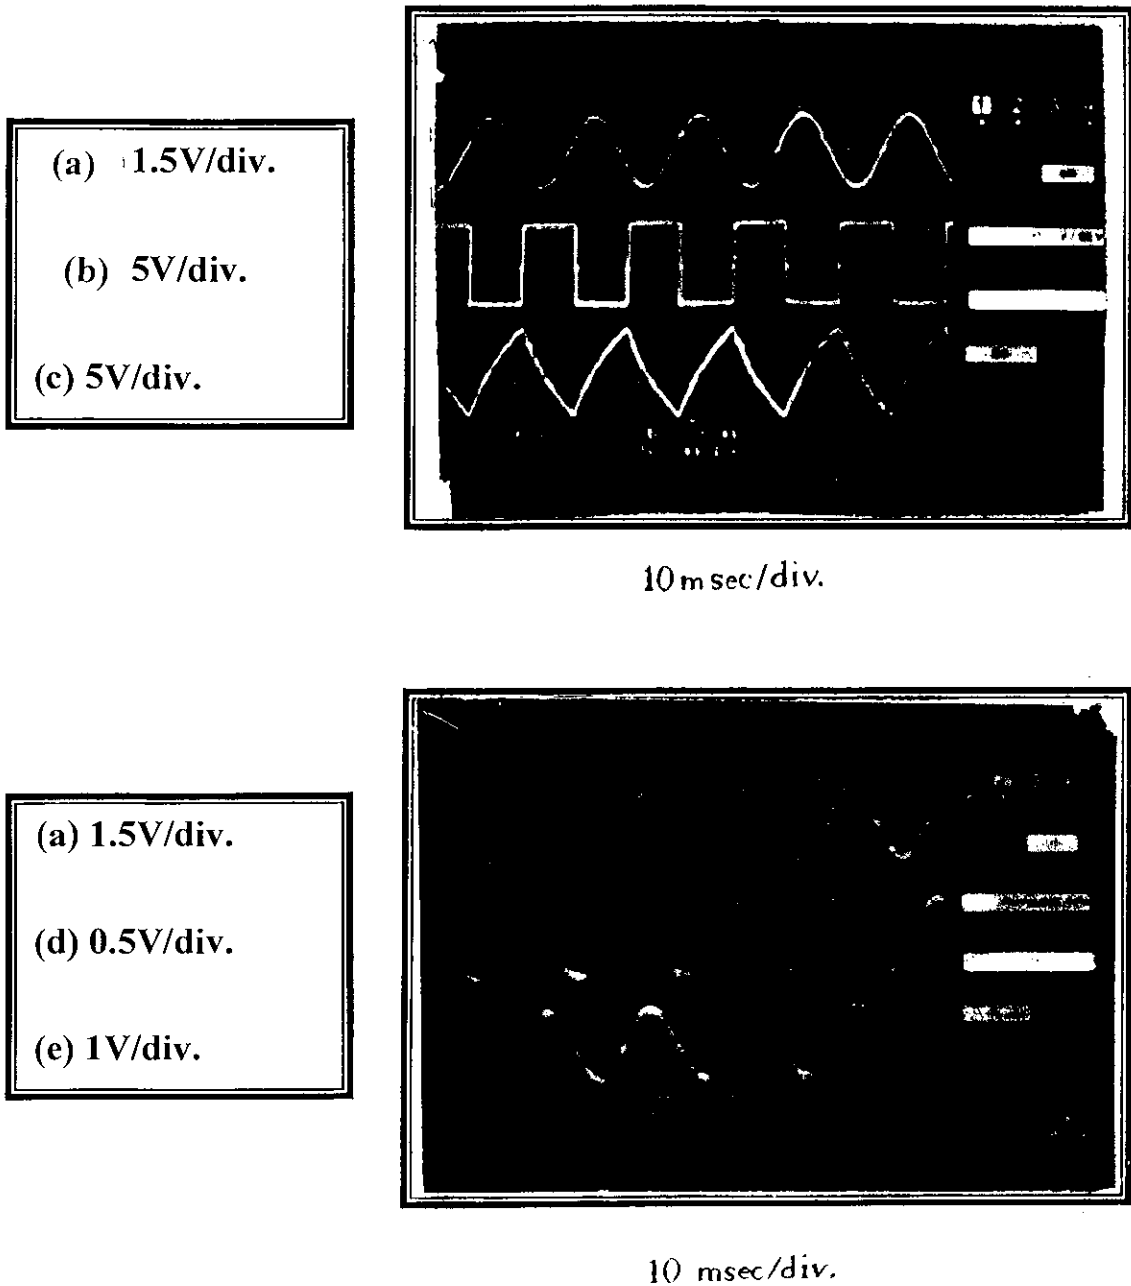 (a) 1.5V/div.
(b) 5V/div.
(c) 5V/div.
10 msec/div.
(a) 1.5V/div.
(d) 0.5V/div.
(e) 1V/div.
10 msec/div.